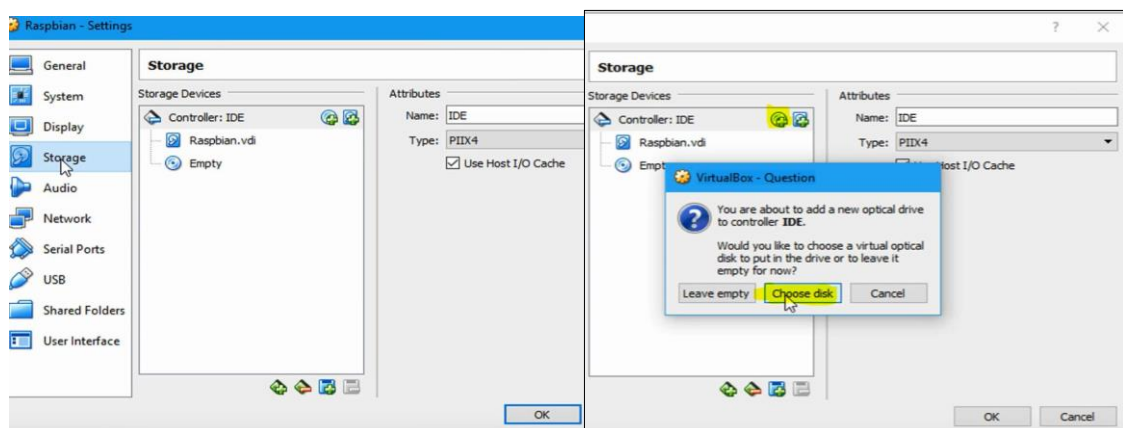 Raspbian - Settings
General
System
Display
Storage
Audio
Network
Serial Ports
USB
Shared Folders
User Interface
Storage
Storage Devices
Controller: IDE
Raspbian.vdi
Empty
Attributes
Name: IDE
Type: PIIX4
Use Host I/O Cache
OK
?
Storage
Storage Devices
Controller: IDE
Raspbian.vdi
Attributes
Name: IDE
Type: PIIX4
Host I/O Cache
VirtualBox - Question
You are about to add a new optical drive
to controller IDE.
Would you like to choose a virtual optical
disk to put in the drive or to leave it
empty for now?
Leave empty Choose disk Cancel
OK Cancel